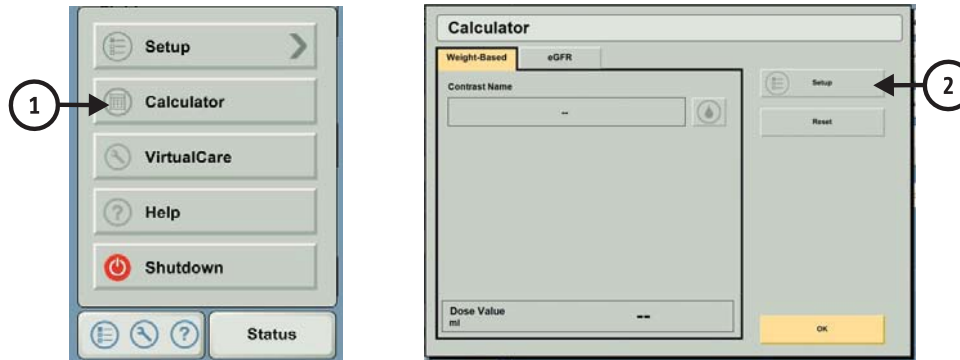 1
Setup
Calculator
VirtualCare
Help
Shutdown
Status
Calculator
Weight-Based eGFR
Contrast Name
--
Setup
Reset
2
Dose Value
ml
--
OK